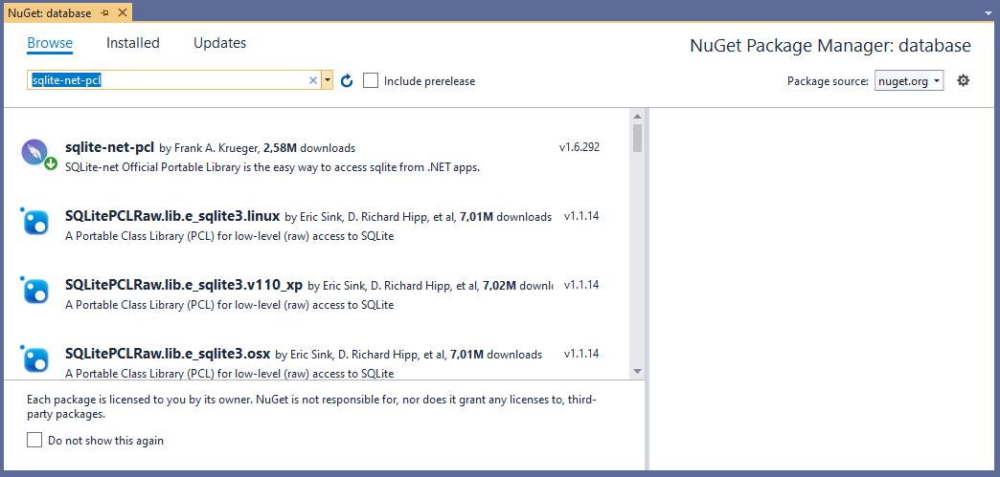 NuGet: database
Browse Installed Updates
NuGet Package Manager: database
sqlite-net-pcl
Include prerelease
Package source: nuget.org
sqlite-net-pcl by Frank A. Krueger, 2,58M downloads v1.6.292
SQLite-net Official Portable Library is the easy way to access sqlite from .NET apps.
SQLitePCLRaw.lib.e_sqlite3.linux by Eric Sink, D. Richard Hipp, et al, 7,01M downloads v1.1.14
A Portable Class Library (PCL) for low-level (raw) access to SQLite
SQLitePCLRaw.lib.e_sqlite3.v110_xp by Eric Sink, D. Richard Hipp, et al, 7,02M downl v1.1.14
A Portable Class Library (PCL) for low-level (raw) access to SQLite
SQLitePCLRaw.lib.e_sqlite3.osx by Eric Sink, D. Richard Hipp, et al, 7,01M downloads v1.1.14
A Portable Class Library (PCL) for low-level (raw) access to SQLite
Each package is licensed to you by its owner. NuGet is not responsible for, nor does it grant any licenses to, third-
party packages.
Do not show this again